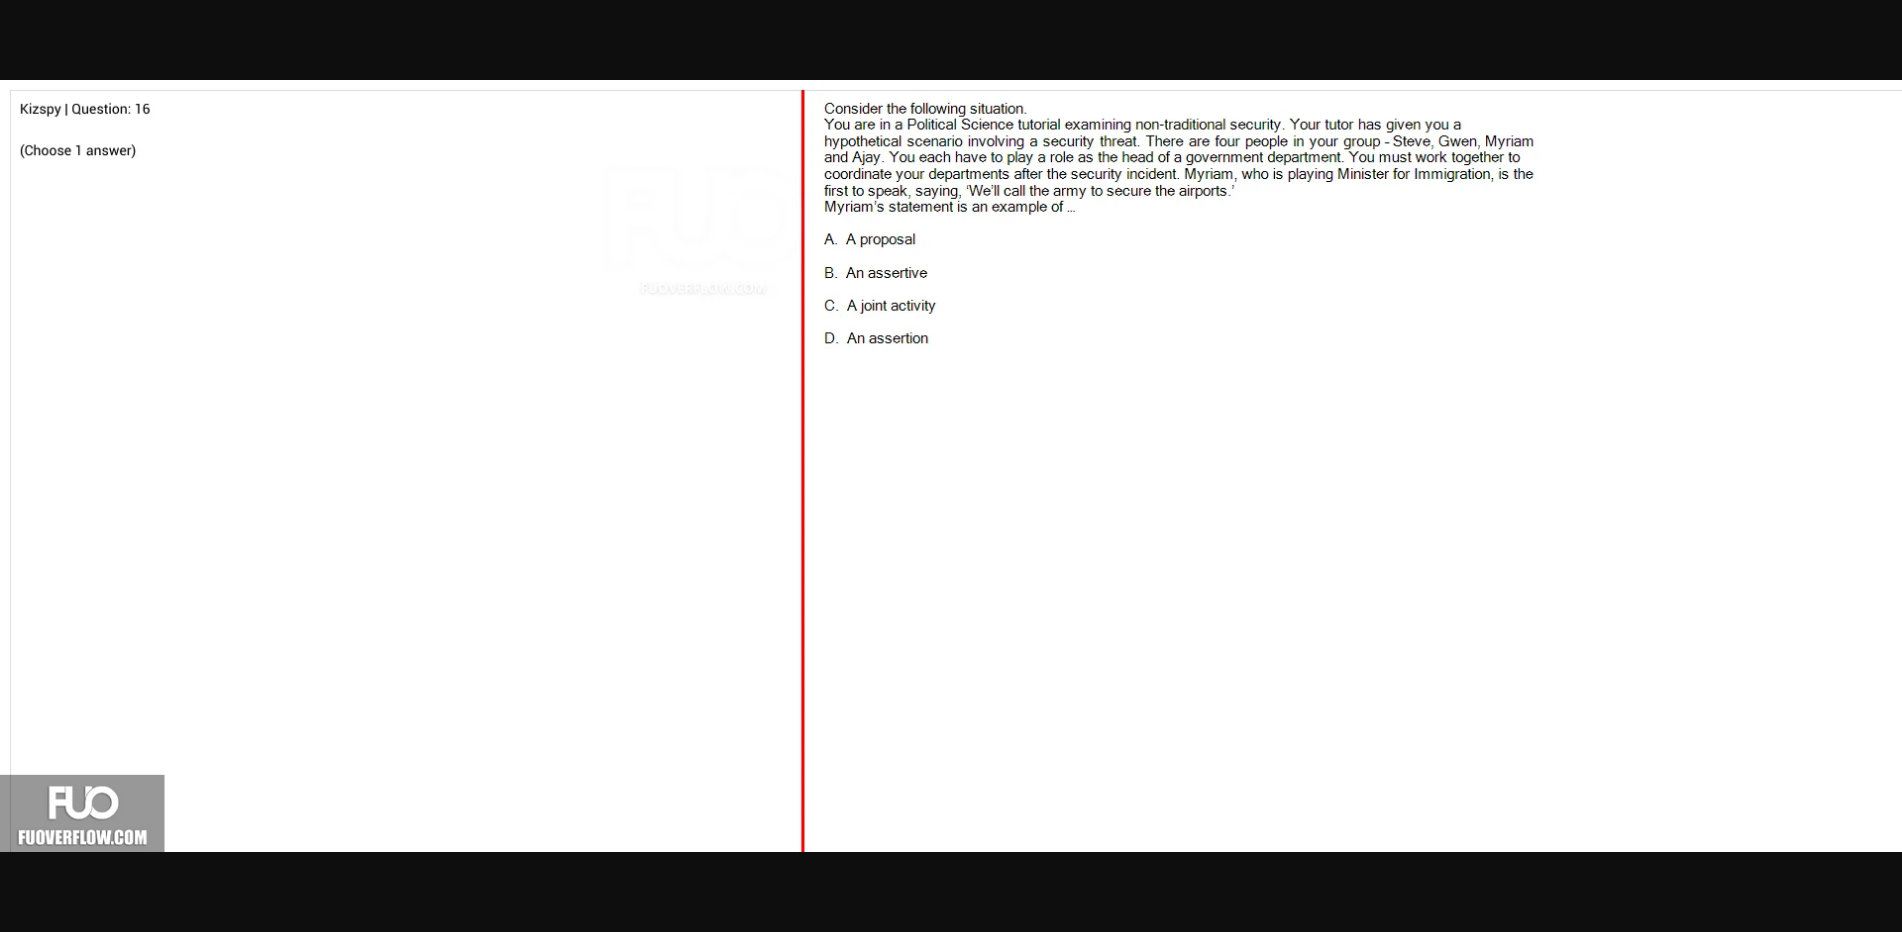 Kizspy | Question: 16
(Choose 1 answer)
Consider the following situation.
You are in a Political Science tutorial examining non-traditional security. Your tutor has given you a
hypothetical scenario involving a security threat. There are four people in your group - Steve, Gwen, Myriam
and Ajay. You each have to play a role as the head of a government department. You must work together to
coordinate your departments after the security incident. Myriam, who is playing Minister for Immigration, is the
first to speak, saying, ‘We’ll call the army to secure the airports.’
Myriam’s statement is an example of ...
A. A proposal
B. An assertive
C. A joint activity
D. An assertion
FUO
FUOVERFLOW.COM
FUO
FUOVERFLOW.COM